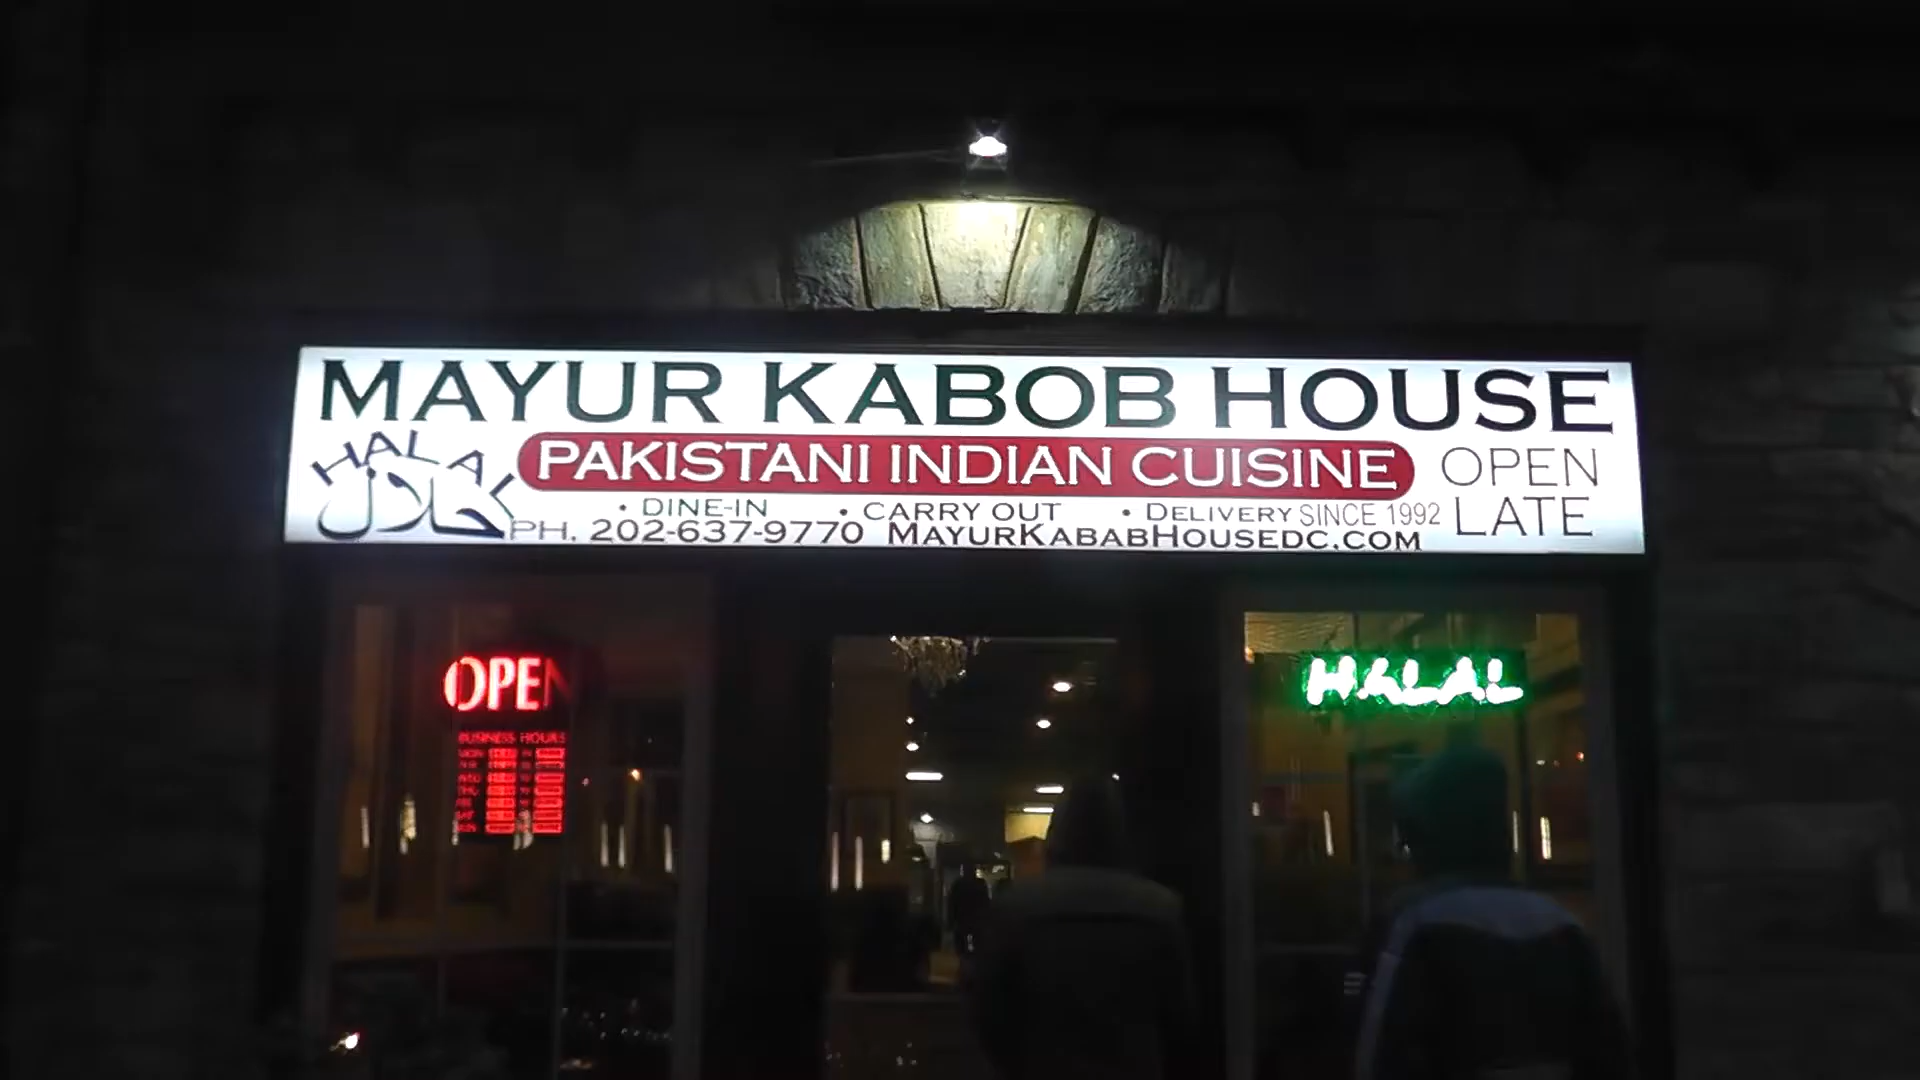 MAYUR KABOB HOUSE
HALAL
حلال
PAKISTANI INDIAN CUISINE
OPEN
LATE
• DINE-IN • CARRY OUT • DELIVERY SINCE 1992
PH. 202-637-9770 MAYURKABABHOUSEDC.COM
OPEN
HALAL
BUSINESS HOURS